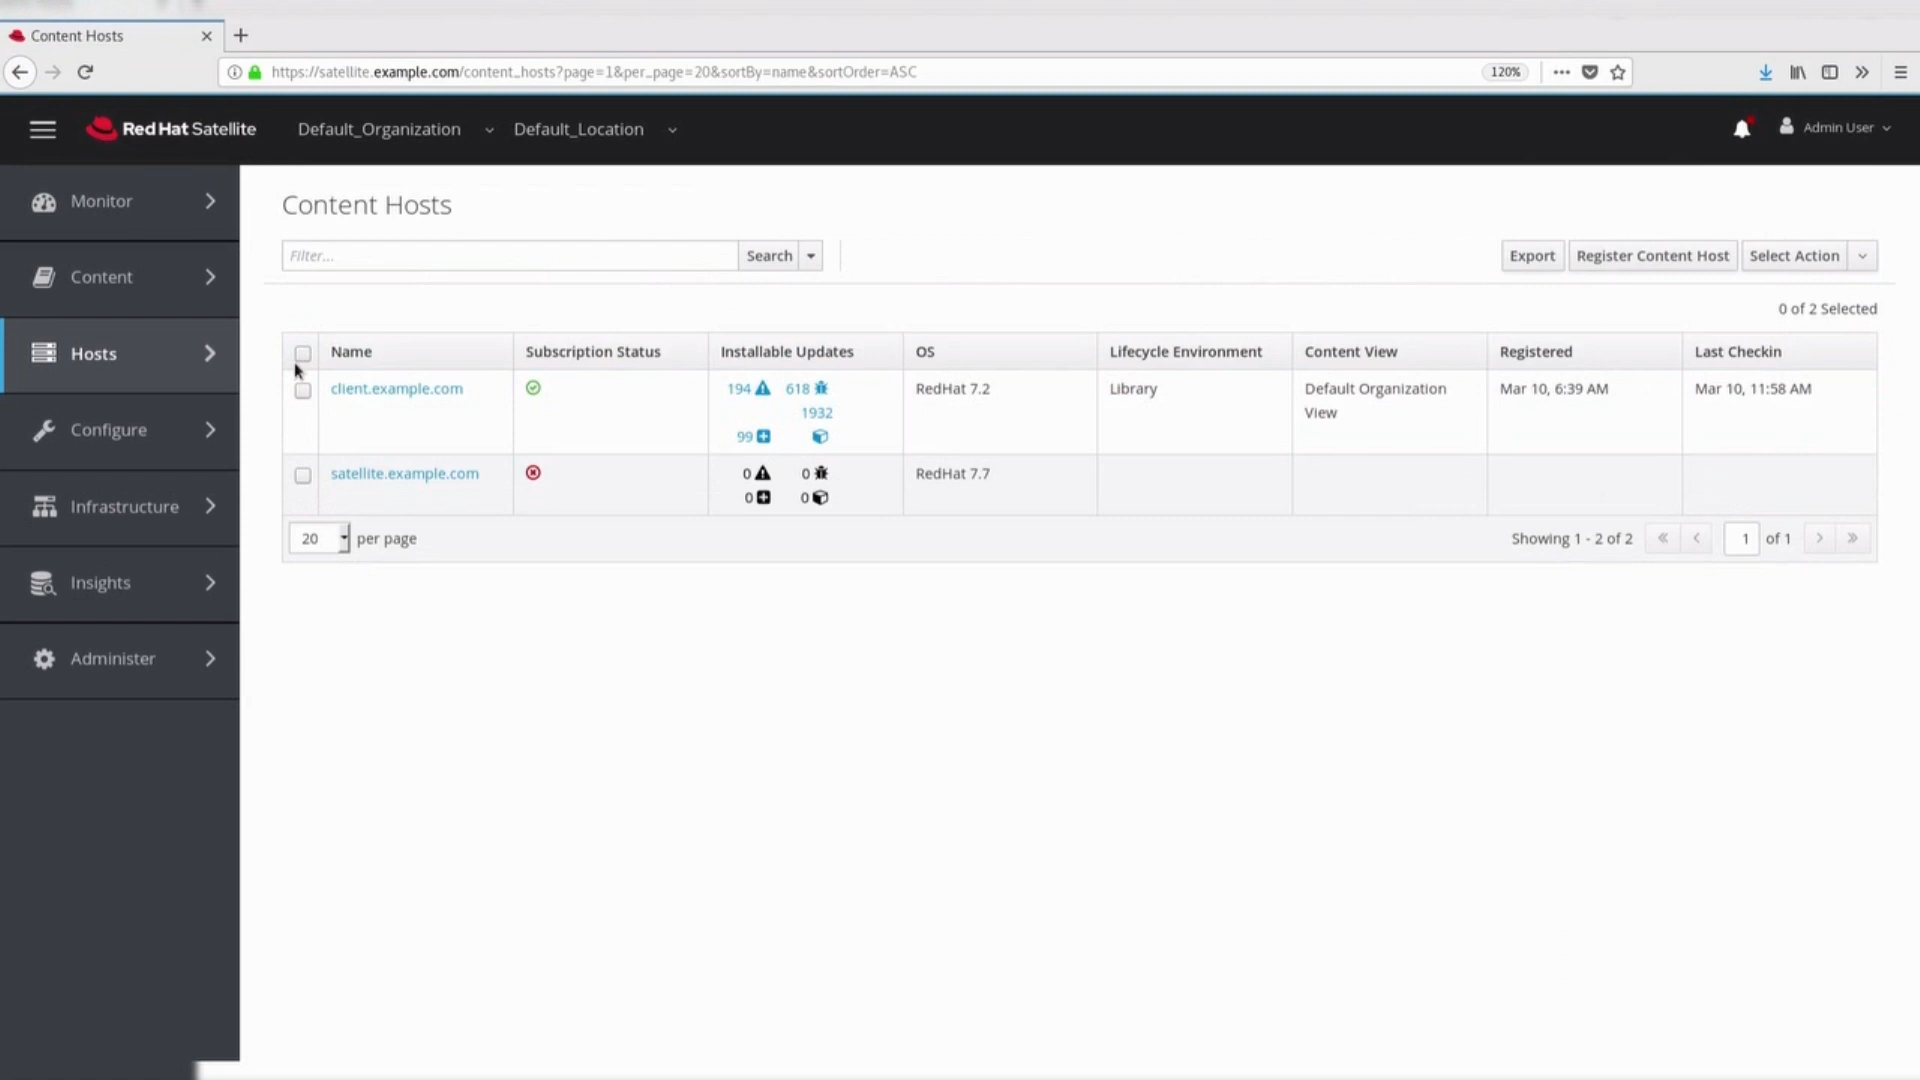 Content Hosts
https://satellite.example.com/content_hosts?page=1&per_page=20&sortBy=name&sortOrder=ASC
120%
Red Hat Satellite
Default_Organization
Default_Location
Admin User
Monitor
Content
Hosts
Configure
Infrastructure
Insights
Administer
Content Hosts
Filter...
Search
Export
Register Content Host
Select Action
0 of 2 Selected
Name Subscription Status Installable Updates OS Lifecycle Environment Content View Registered Last Checkin
client.example.com 194 618 RedHat 7.2 Library Default Organization Mar 10, 6:39 AM Mar 10, 11:58 AM
1932 View
99
satellite.example.com 0 0 RedHat 7.7
0 0
20 per page Showing 1 - 2 of 2 1 of 1